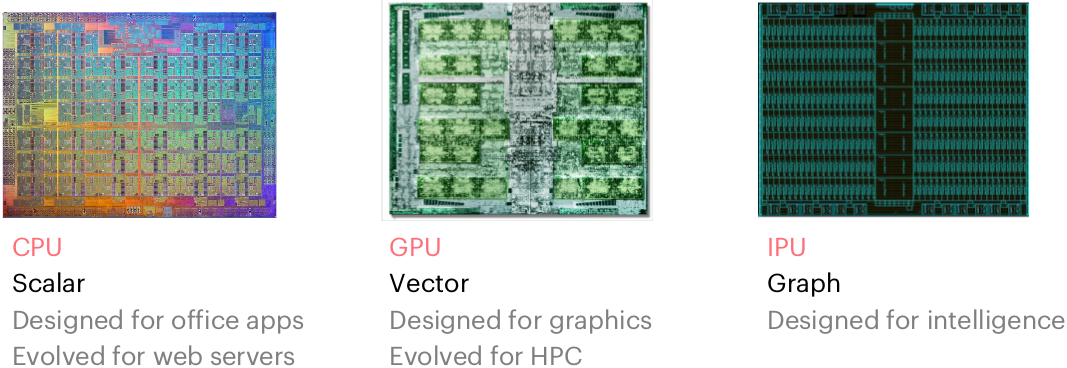 CPU
Scalar
Designed for office apps
Evolved for web servers
GPU
Vector
Designed for graphics
Evolved for HPC
IPU
Graph
Designed for intelligence